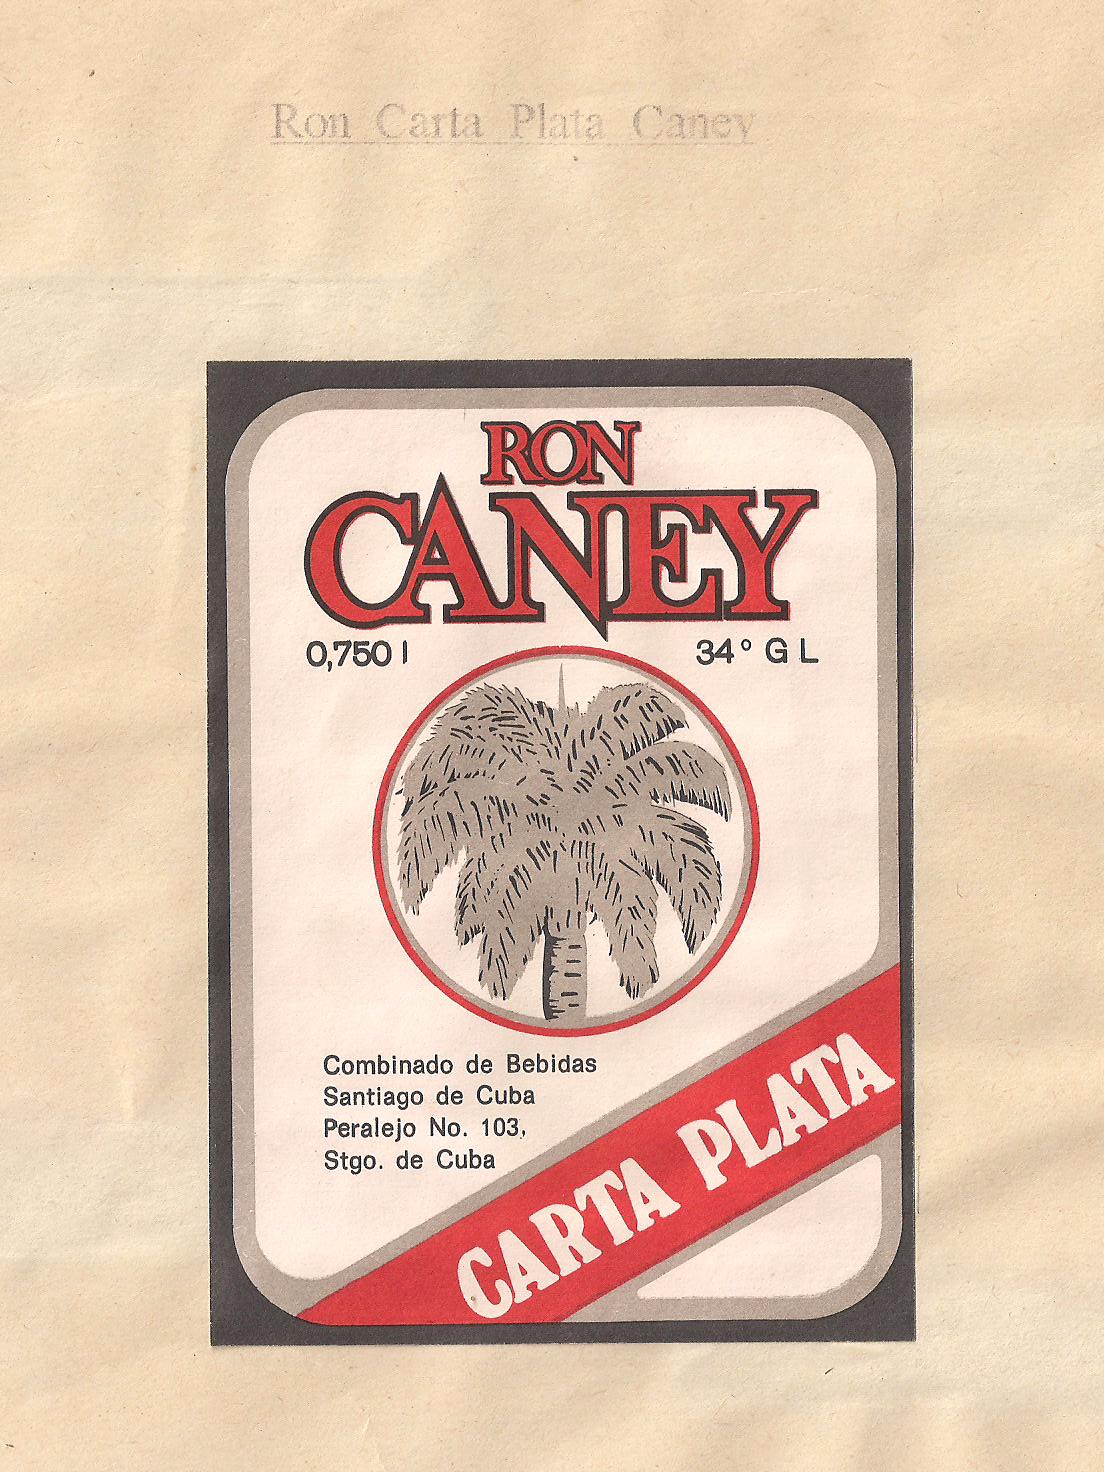 Ron Carta Plata Caney
RON
CANEY
0,750 l
34° G L
Combinado de Bebidas
Santiago de Cuba
Peralejo No. 103,
Stgo. de Cuba
CARTA PLATA